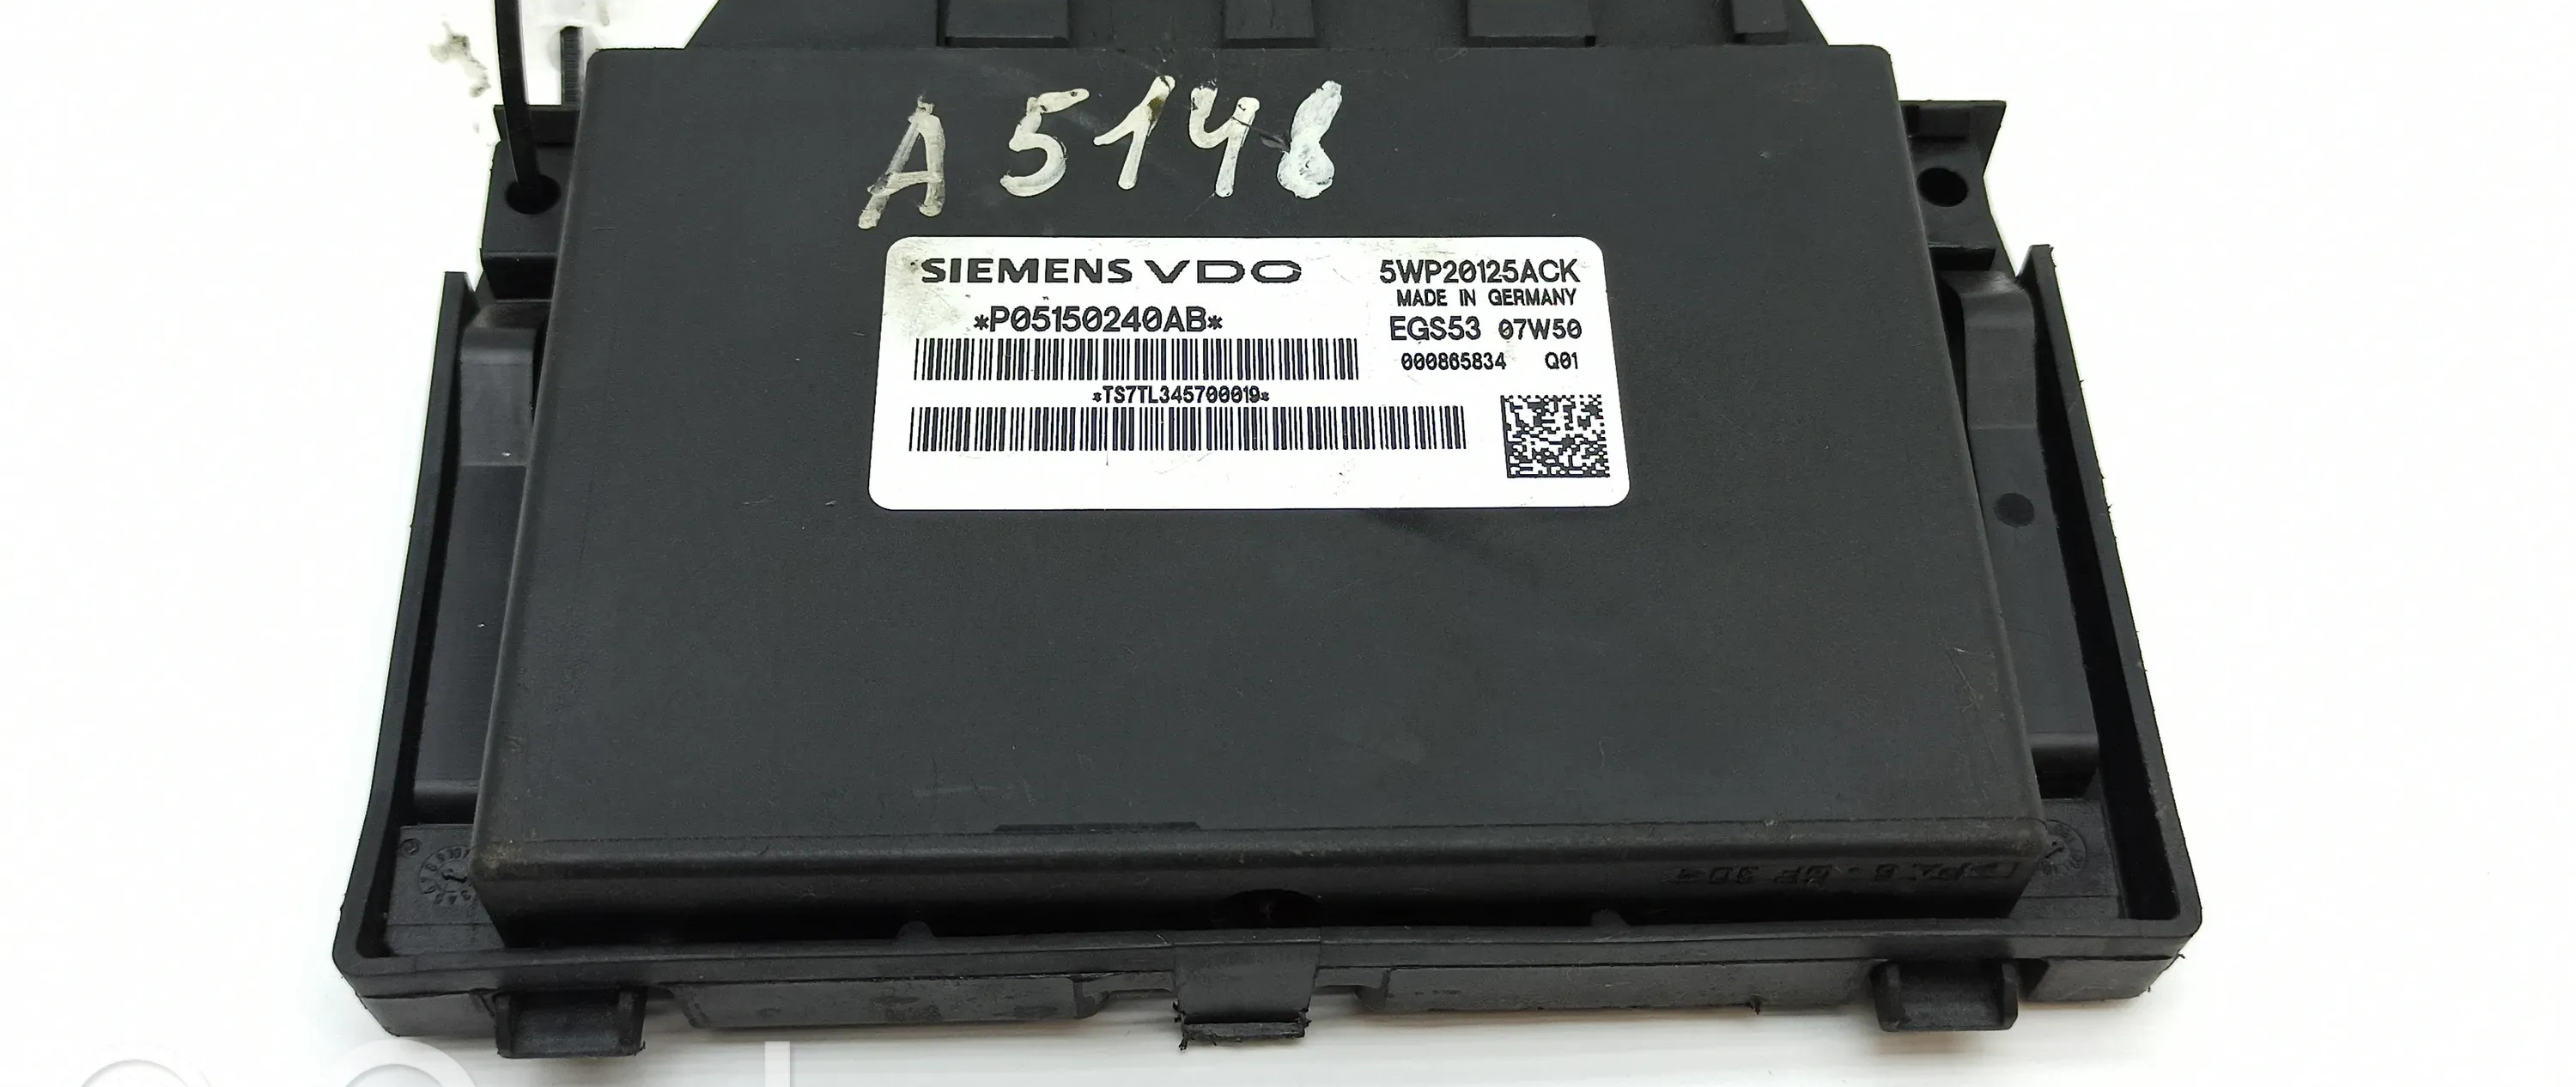 A5148
SIEMENS VDO
5WP20125ACK
MADE IN GERMANY
*P05150240AB*
EGS53 07W50
000865834 Q01
*TS7TL345700019*